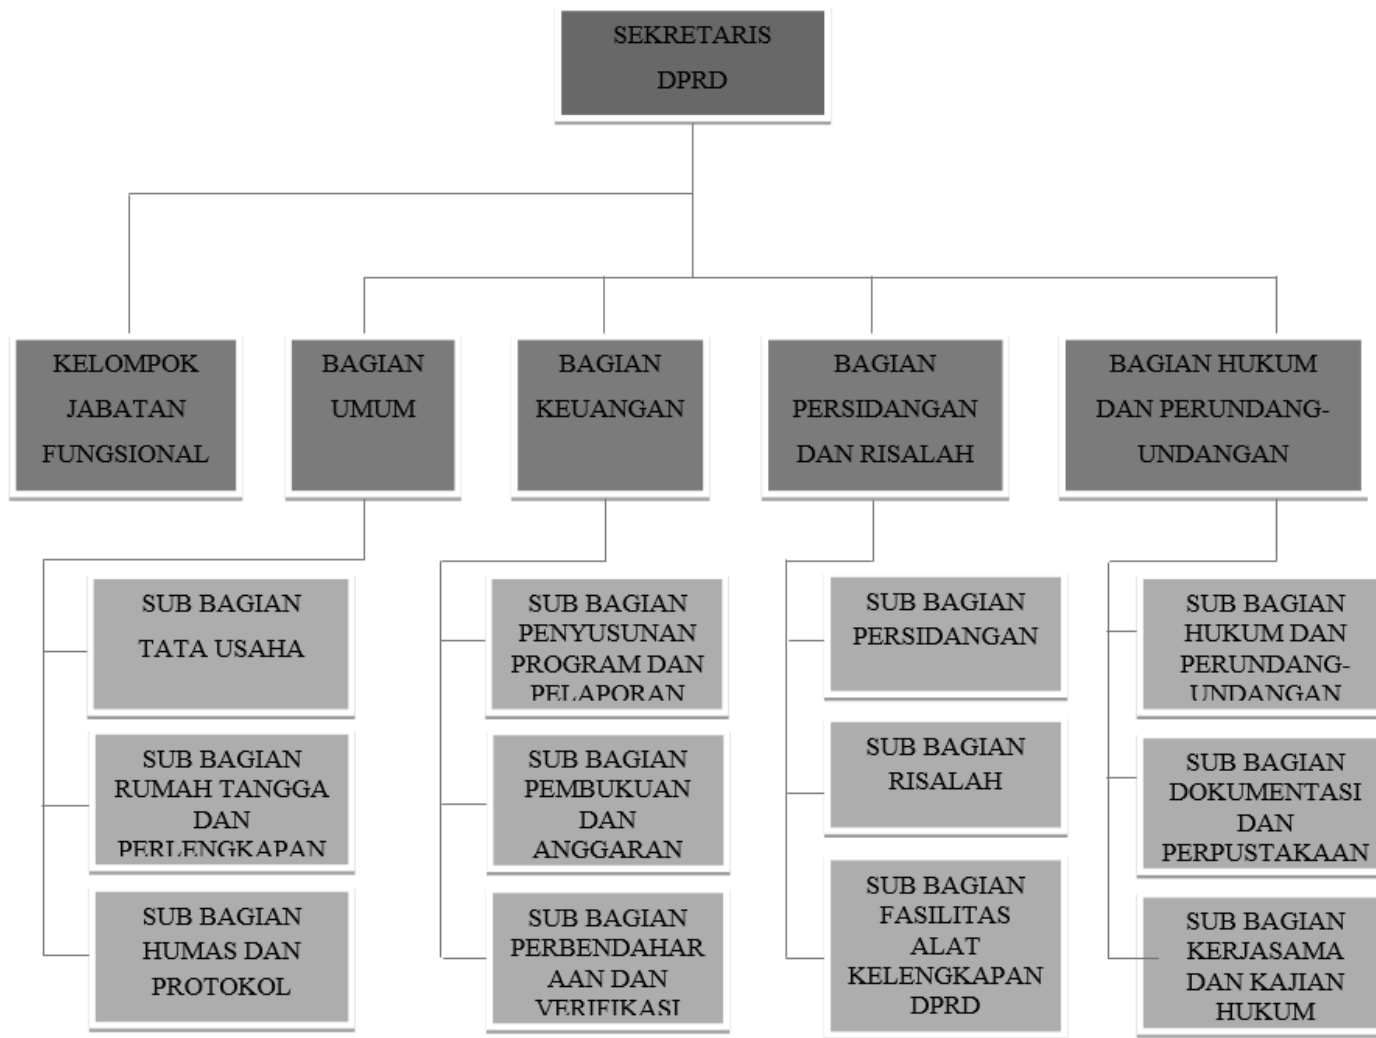 SEKRETARIS
DPRD
KELOMPOK
JABATAN
FUNGSIONAL
BAGIAN
UMUM
BAGIAN
KEUANGAN
BAGIAN
PERSIDANGAN
DAN RISALAH
BAGIAN HUKUM
DAN PERUNDANG-
UNDANGAN
SUB BAGIAN
TATA USAHA
SUB BAGIAN
RUMAH TANGGA
DAN
PERLENGKAPAN
SUB BAGIAN
HUMAS DAN
PROTOKOL
SUB BAGIAN
PENYUSUNAN
PROGRAM DAN
PELAPORAN
SUB BAGIAN
PEMBUKUAN
DAN
ANGGARAN
SUB BAGIAN
PERBENDAHAR
AAN DAN
VERIFIKASI
SUB BAGIAN
PERSIDANGAN
SUB BAGIAN
RISALAH
SUB BAGIAN
FASILITAS
ALAT
KELENGKAPAN
DPRD
SUB BAGIAN
HUKUM DAN
PERUNDANG-
UNDANGAN
SUB BAGIAN
DOKUMENTASI
DAN
PERPUSTAKAAN
SUB BAGIAN
KERJASAMA
DAN KAJIAN
HUKUM